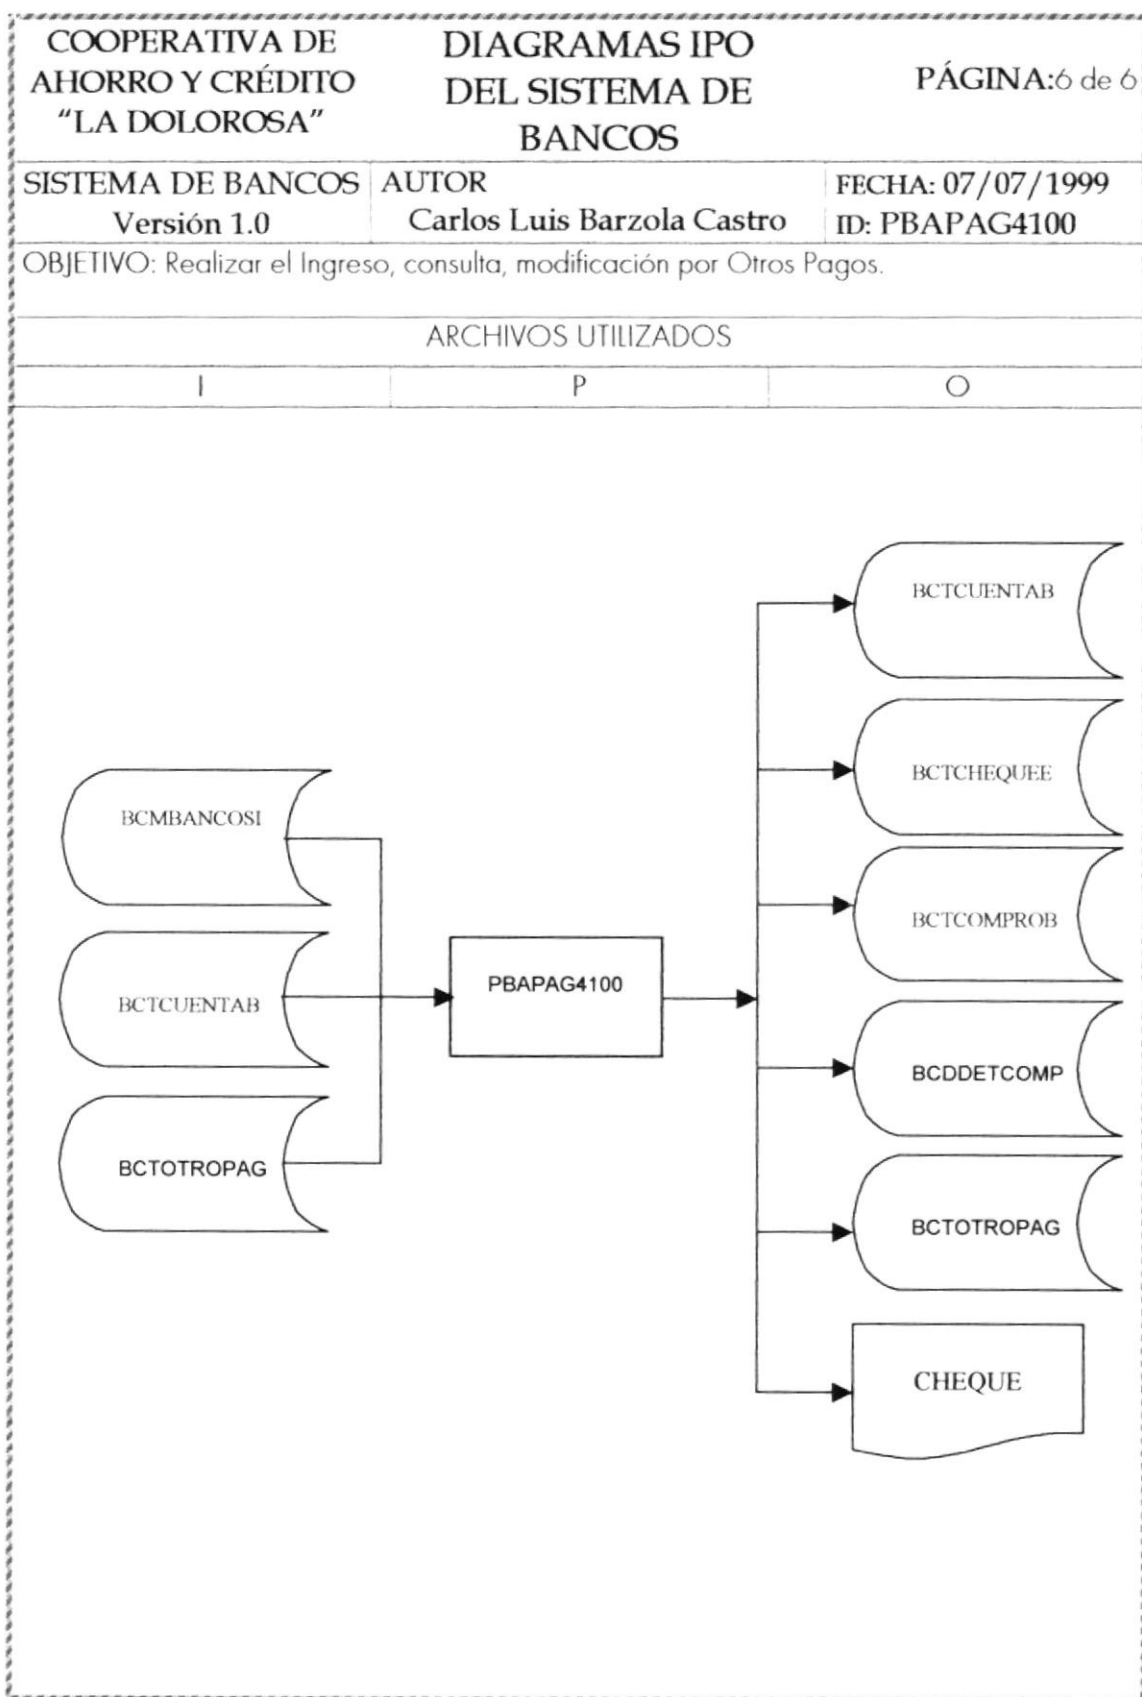 COOPERATIVA DE
AHORRO Y CRÉDITO
“LA DOLOROSA”
DIAGRAMAS IPO
DEL SISTEMA DE
BANCOS
PÁGINA:6 de 6
SISTEMA DE BANCOS
Versión 1.0
AUTOR
Carlos Luis Barzola Castro
FECHA: 07/07/1999
ID: PBAPAG4100
OBJETIVO: Realizar el Ingreso, consulta, modificación por Otros Pagos.
ARCHIVOS UTILIZADOS
I
P
O
BCMBANCOSI
BCTCUENTAB
BCTOTROPAG
PBAPAG4100
BCTCUENTAB
BCTCHEQUEE
BCTCOMPROB
BCDDETCOMP
BCTOTROPAG
CHEQUE